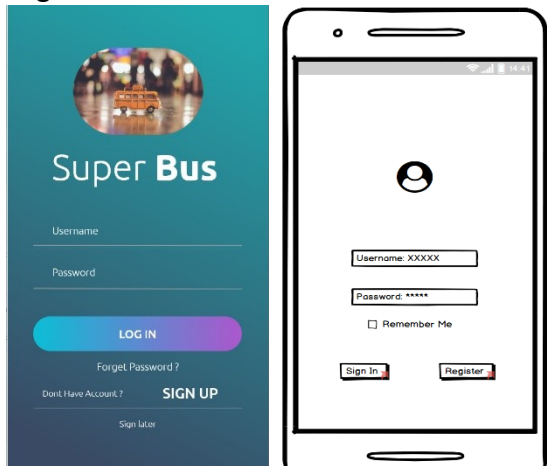 Super Bus
Username
Password
LOG IN
Forget Password ?
Dont Have Account ? SIGN UP
Sign later
14:41
Username: XXXXX
Password: *****
Remember Me
Sign In Register